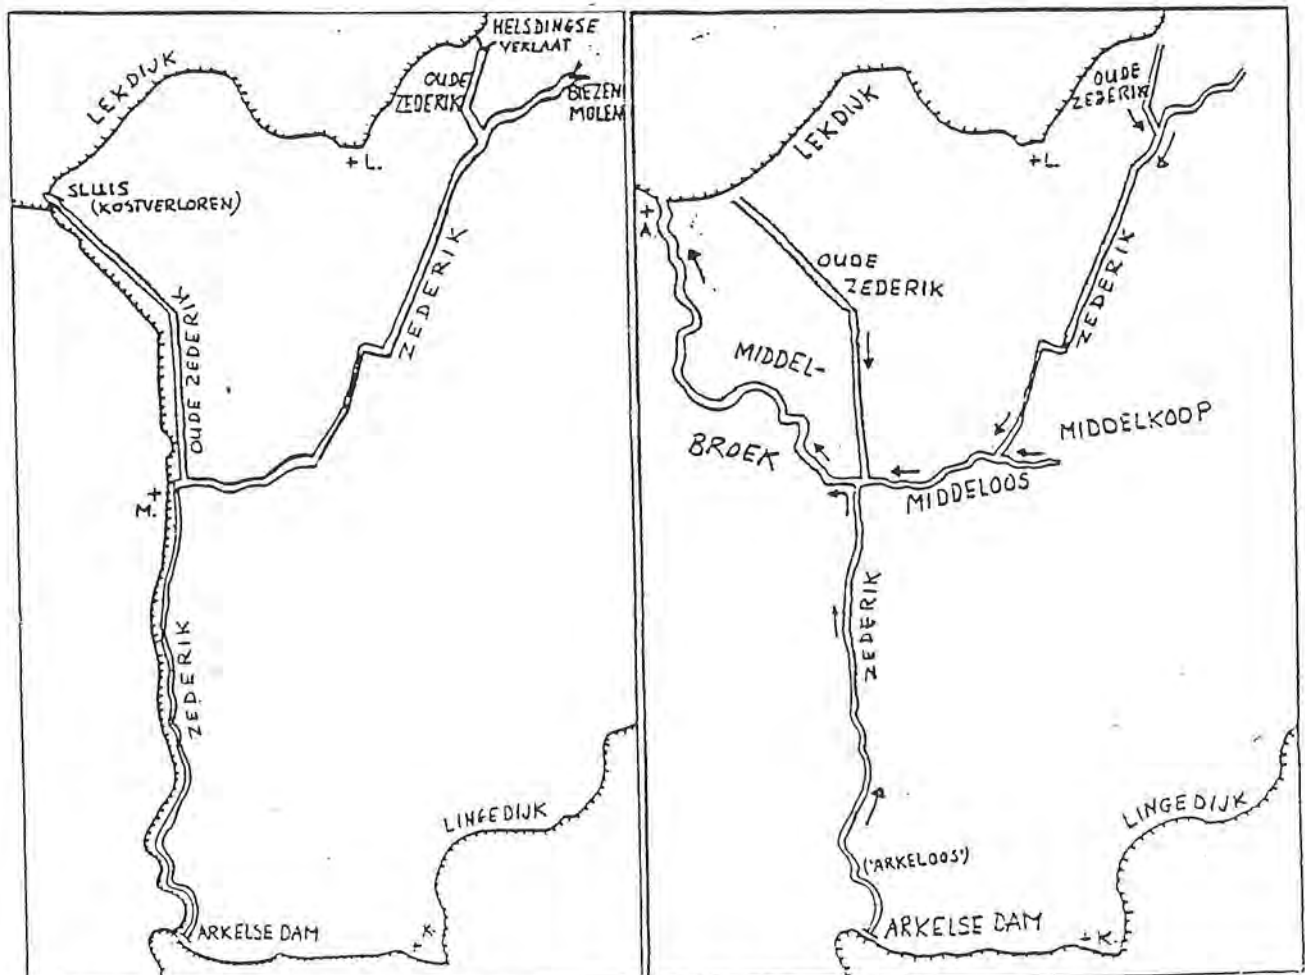 HELSDINGSE
VERLAAT
OUDE
ZEDERIK
BIEZEN
MOLEN
LEKDIJK
+L.
SLUIS
(KOSTVERLOREN)
ZEDERIK
OUDE ZEDERIK
M.+
ZEDERIK
LINGEDIJK
ARKELSE DAM
+K.
OUDE
ZEDERIK
LEKDIJK
+L.
+
A.
OUDE
ZEDERIK
ZEDERIK
MIDDEL-
BROEK
MIDDELKOOP
MIDDELOOS
ZEDERIK
LINGEDIJK
('ARKELOOS')
ARKELSE DAM
+K.